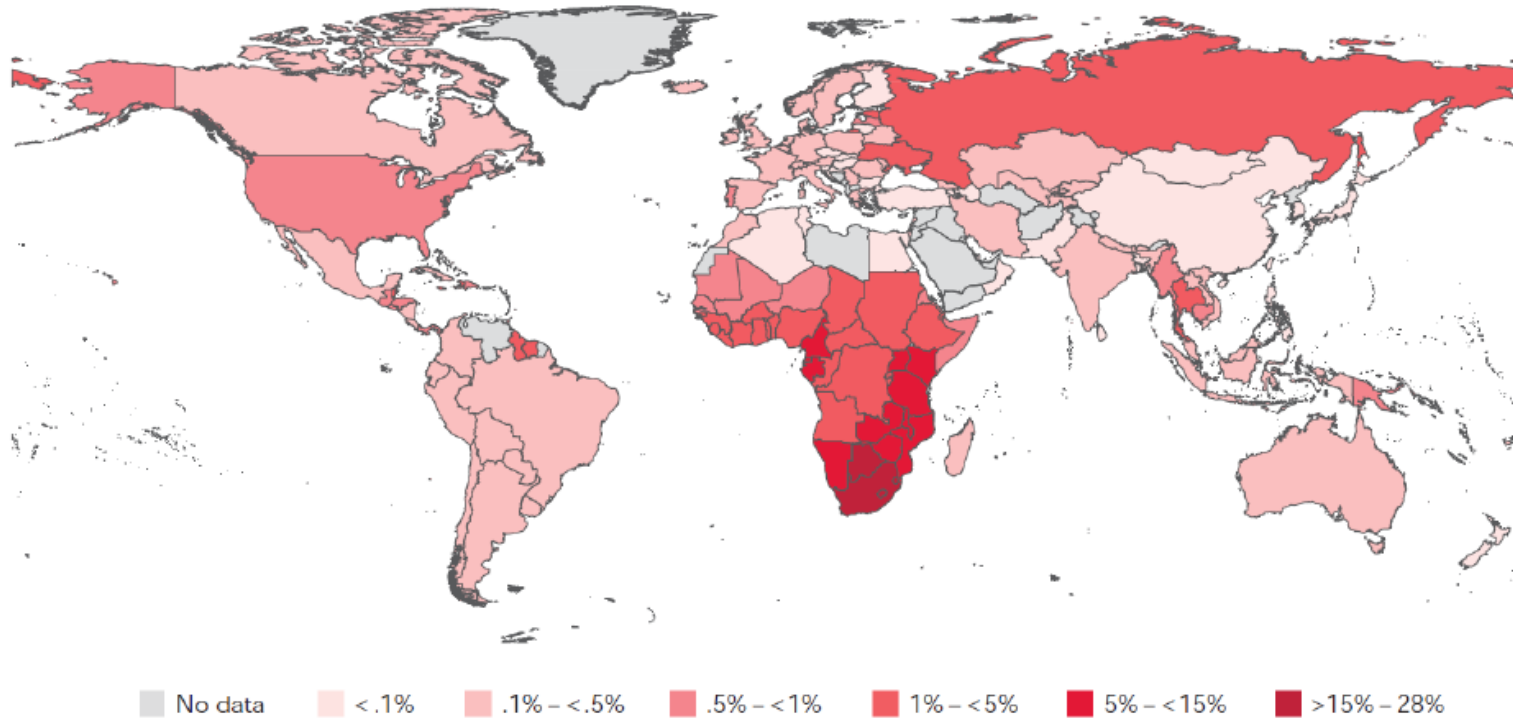 No data < .1% .1% – < .5% .5% – <1% 1% – <5% 5% – <15% >15% – 28%